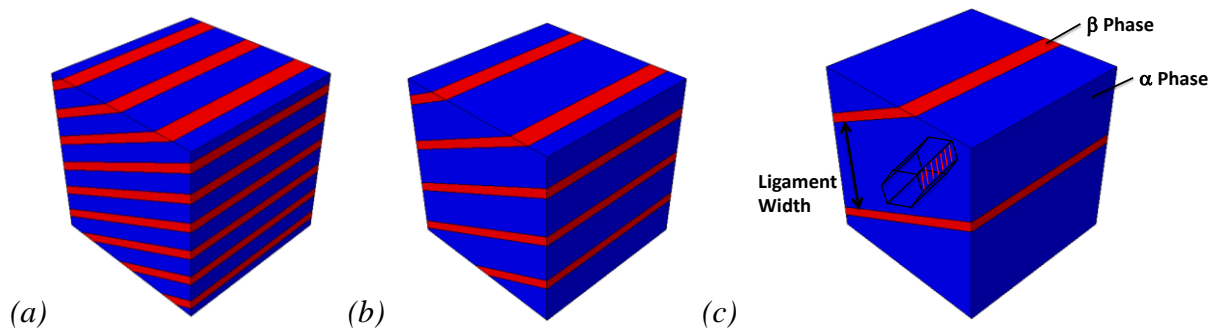 β Phase
α Phase
Ligament
Width
(a)
(b)
(c)